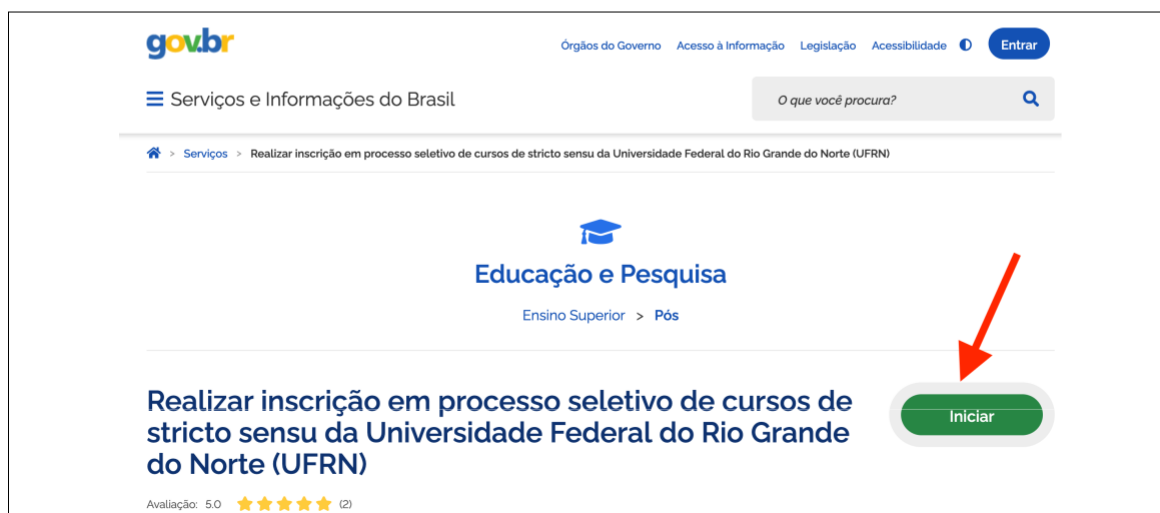 gov.br
Órgãos do Governo Acesso à Informação Legislação Acessibilidade Entrar
Serviços e Informações do Brasil
O que você procura?
> Serviços > Realizar inscrição em processo seletivo de cursos de stricto sensu da Universidade Federal do Rio Grande do Norte (UFRN)
Educação e Pesquisa
Ensino Superior > Pós
Realizar inscrição em processo seletivo de cursos de
stricto sensu da Universidade Federal do Rio Grande
do Norte (UFRN)
Iniciar
Avaliação: 5.0 (2)